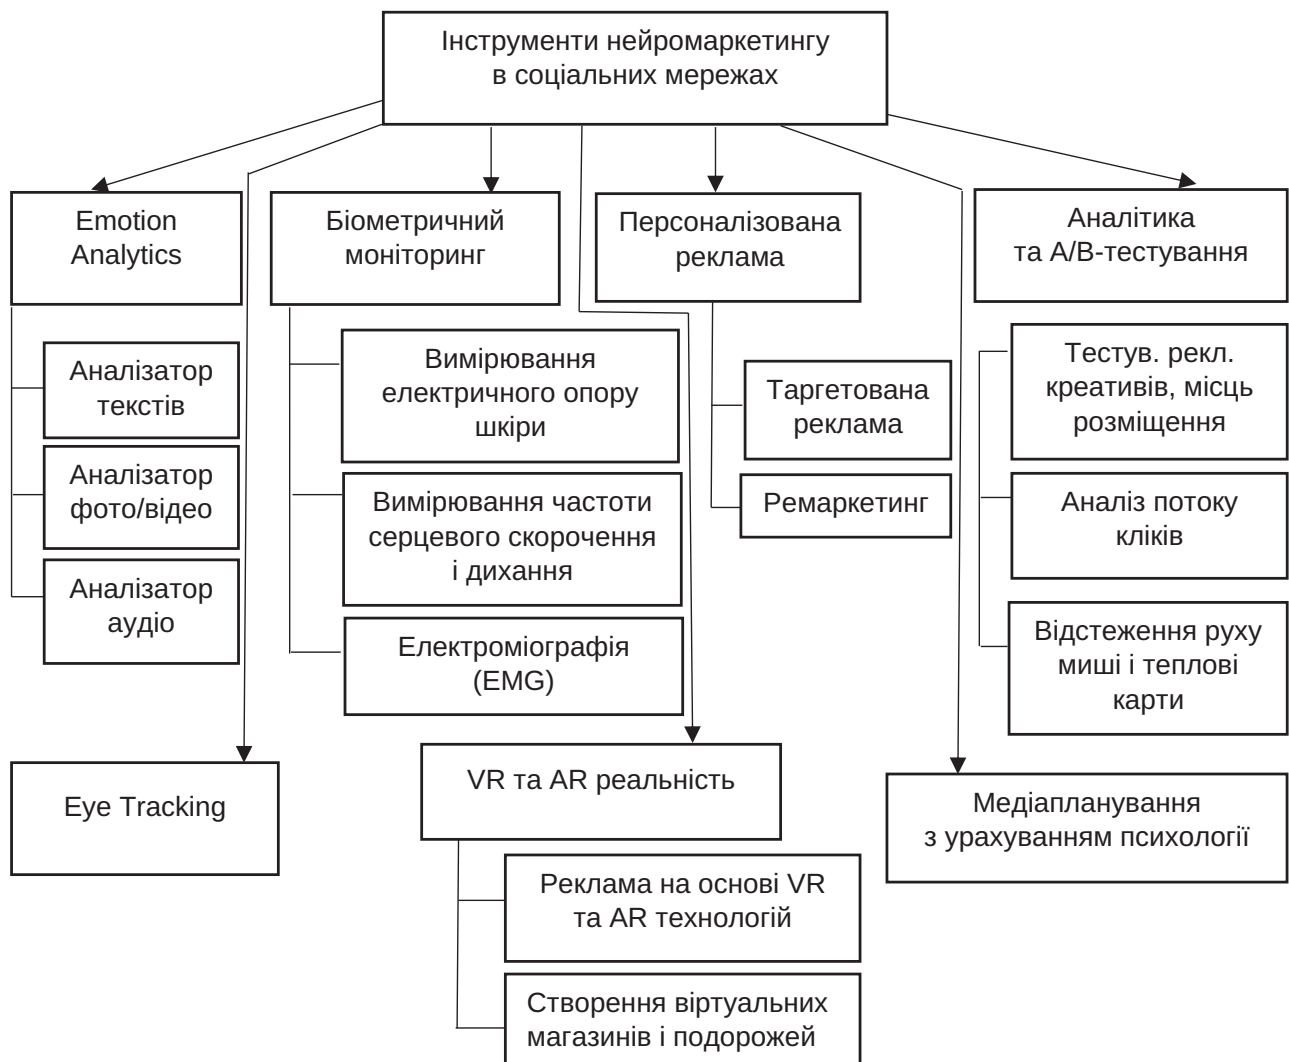 Інструменти нейромаркетингу
в соціальних мережах
Emotion
Analytics
Біометричний
моніторинг
Персоналізована
реклама
Аналітика
та А/В-тестування
Аналізатор
текстів
Аналізатор
фото/відео
Аналізатор
аудіо
Вимірювання
електричного опору
шкіри
Вимірювання частоти
серцевого скорочення
і дихання
Електроміографія
(EMG)
Таргетована
реклама
Ремаркетинг
Тестув. рекл.
креативів, місць
розміщення
Аналіз потоку
кліків
Відстеження руху
миші і теплові
карти
Eye Tracking
VR та AR реальність
Медіапланування
з урахуванням психології
Реклама на основі VR
та AR технологій
Створення віртуальних
магазинів і подорожей